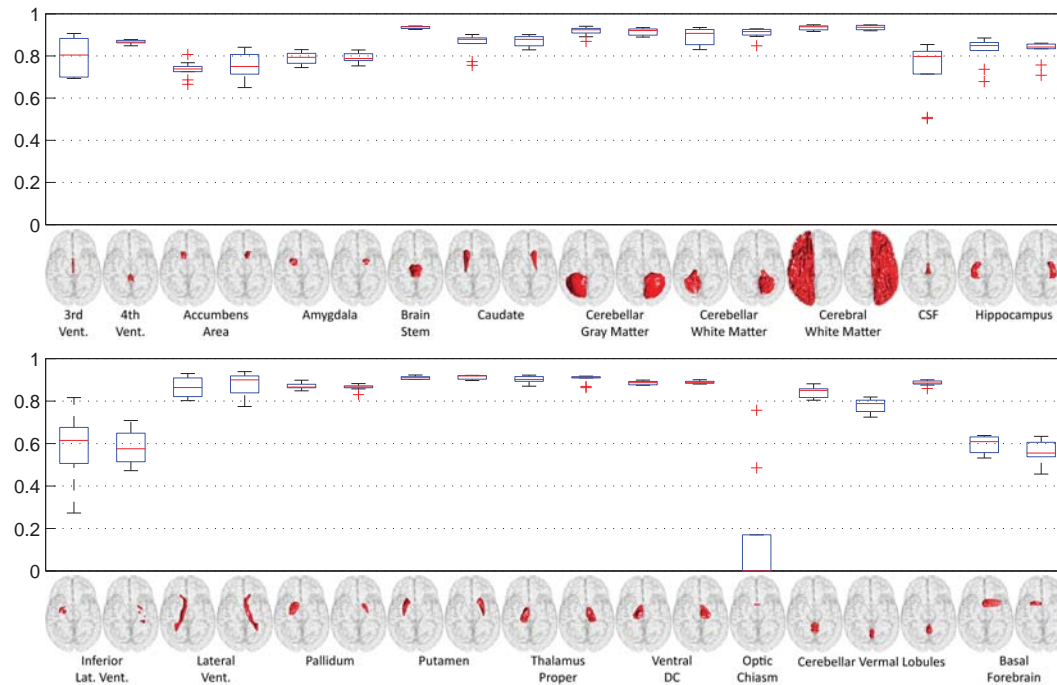 1
0.8
0.6
0.4
0.2
0
3rd Vent.
4th Vent.
Accumbens Area
Amygdala
Brain Stem
Caudate
Cerebellar Gray Matter
Cerebellar White Matter
Cerebral White Matter
CSF
Hippocampus
1
0.8
0.6
0.4
0.2
0
Inferior Lat. Vent.
Lateral Vent.
Pallidum
Putamen
Thalamus Proper
Ventral DC
Optic Chiasm
Cerebellar Vermal Lobules
Basal Forebrain